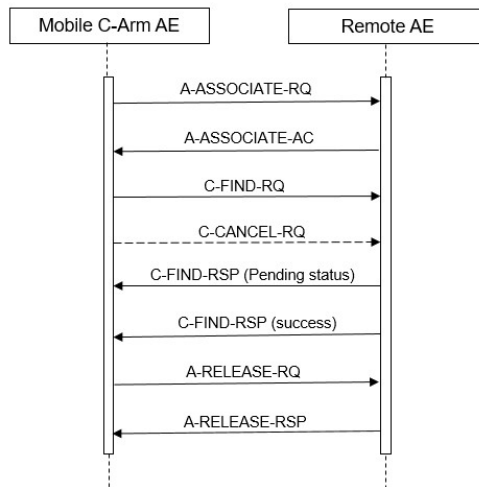 Mobile C-Arm AE
Remote AE
A-ASSOCIATE-RQ
A-ASSOCIATE-AC
C-FIND-RQ
C-CANCEL-RQ
C-FIND-RSP (Pending status)
C-FIND-RSP (success)
A-RELEASE-RQ
A-RELEASE-RSP